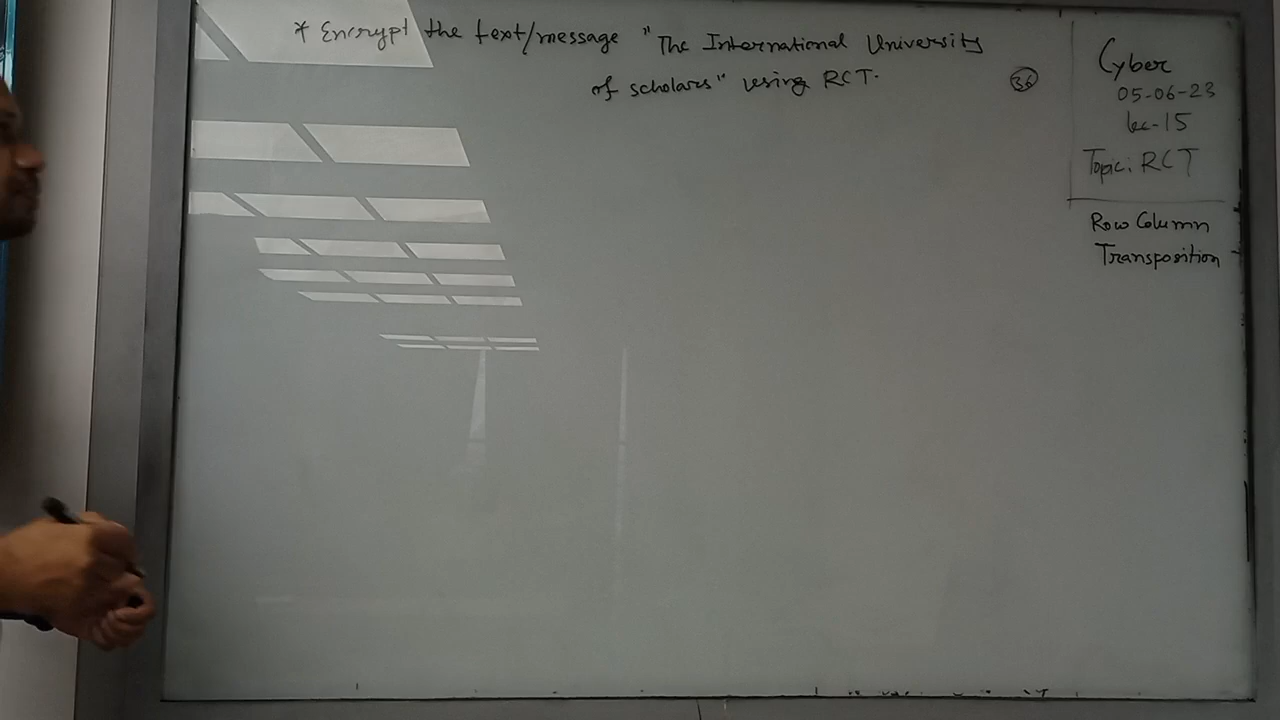 * Encrypt the text/message "The International University
of scholars" using RCT.
36
Cyber
05-06-23
Lec-15
Topic: RCT
Row Column
Transposition